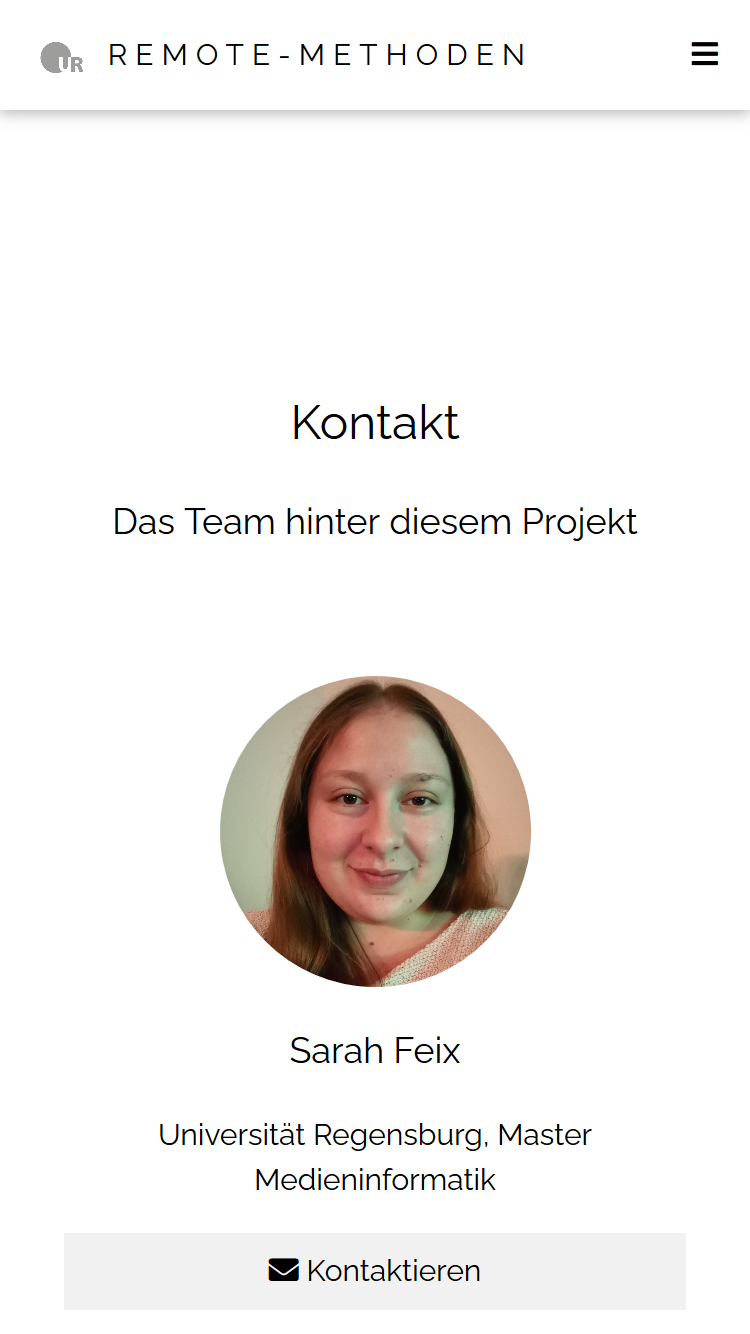 UR REMOTE-METHODEN
Kontakt
Das Team hinter diesem Projekt
Sarah Feix
Universität Regensburg, Master
Medieninformatik
Kontaktieren